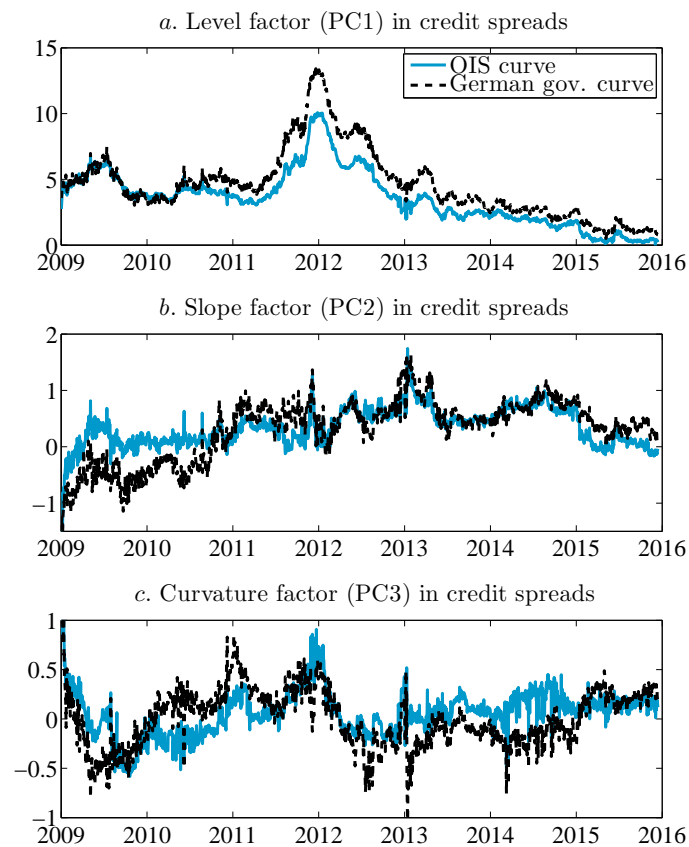 a. Level factor (PC1) in credit spreads
15
10
5
0
OIS curve
German gov. curve
2009 2010 2011 2012 2013 2014 2015 2016
b. Slope factor (PC2) in credit spreads
2
1
0
−1
2009 2010 2011 2012 2013 2014 2015 2016
c. Curvature factor (PC3) in credit spreads
1
0.5
0
−0.5
−1
2009 2010 2011 2012 2013 2014 2015 2016